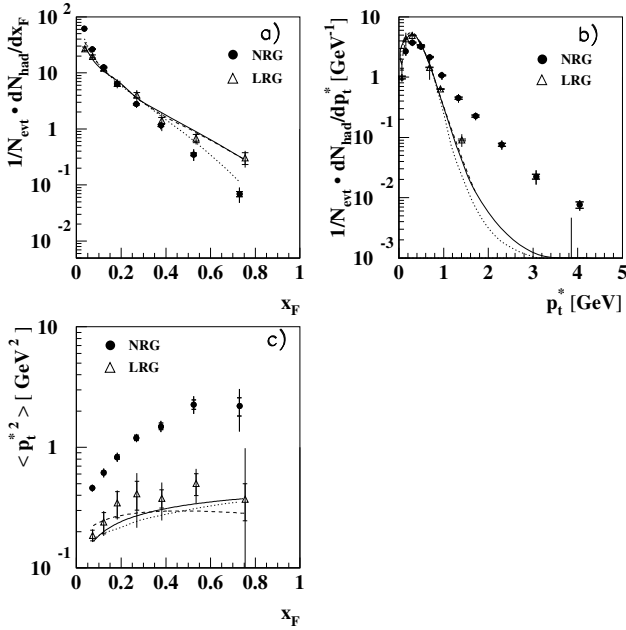 1/N_evt • dN_had/dx_F
10^2
10
1
10^-1
10^-2
a)
NRG
LRG
0 0.2 0.4 0.6 0.8 1
x_F
1/N_evt • dN_had/dp_t^* [GeV^-1]
10
1
10^-1
10^-2
10^-3
b)
NRG
LRG
0 1 2 3 4 5
p_t^* [GeV]
< p_t^*2 > [ GeV^2 ]
10
1
10^-1
c)
NRG
LRG
0 0.2 0.4 0.6 0.8 1
x_F